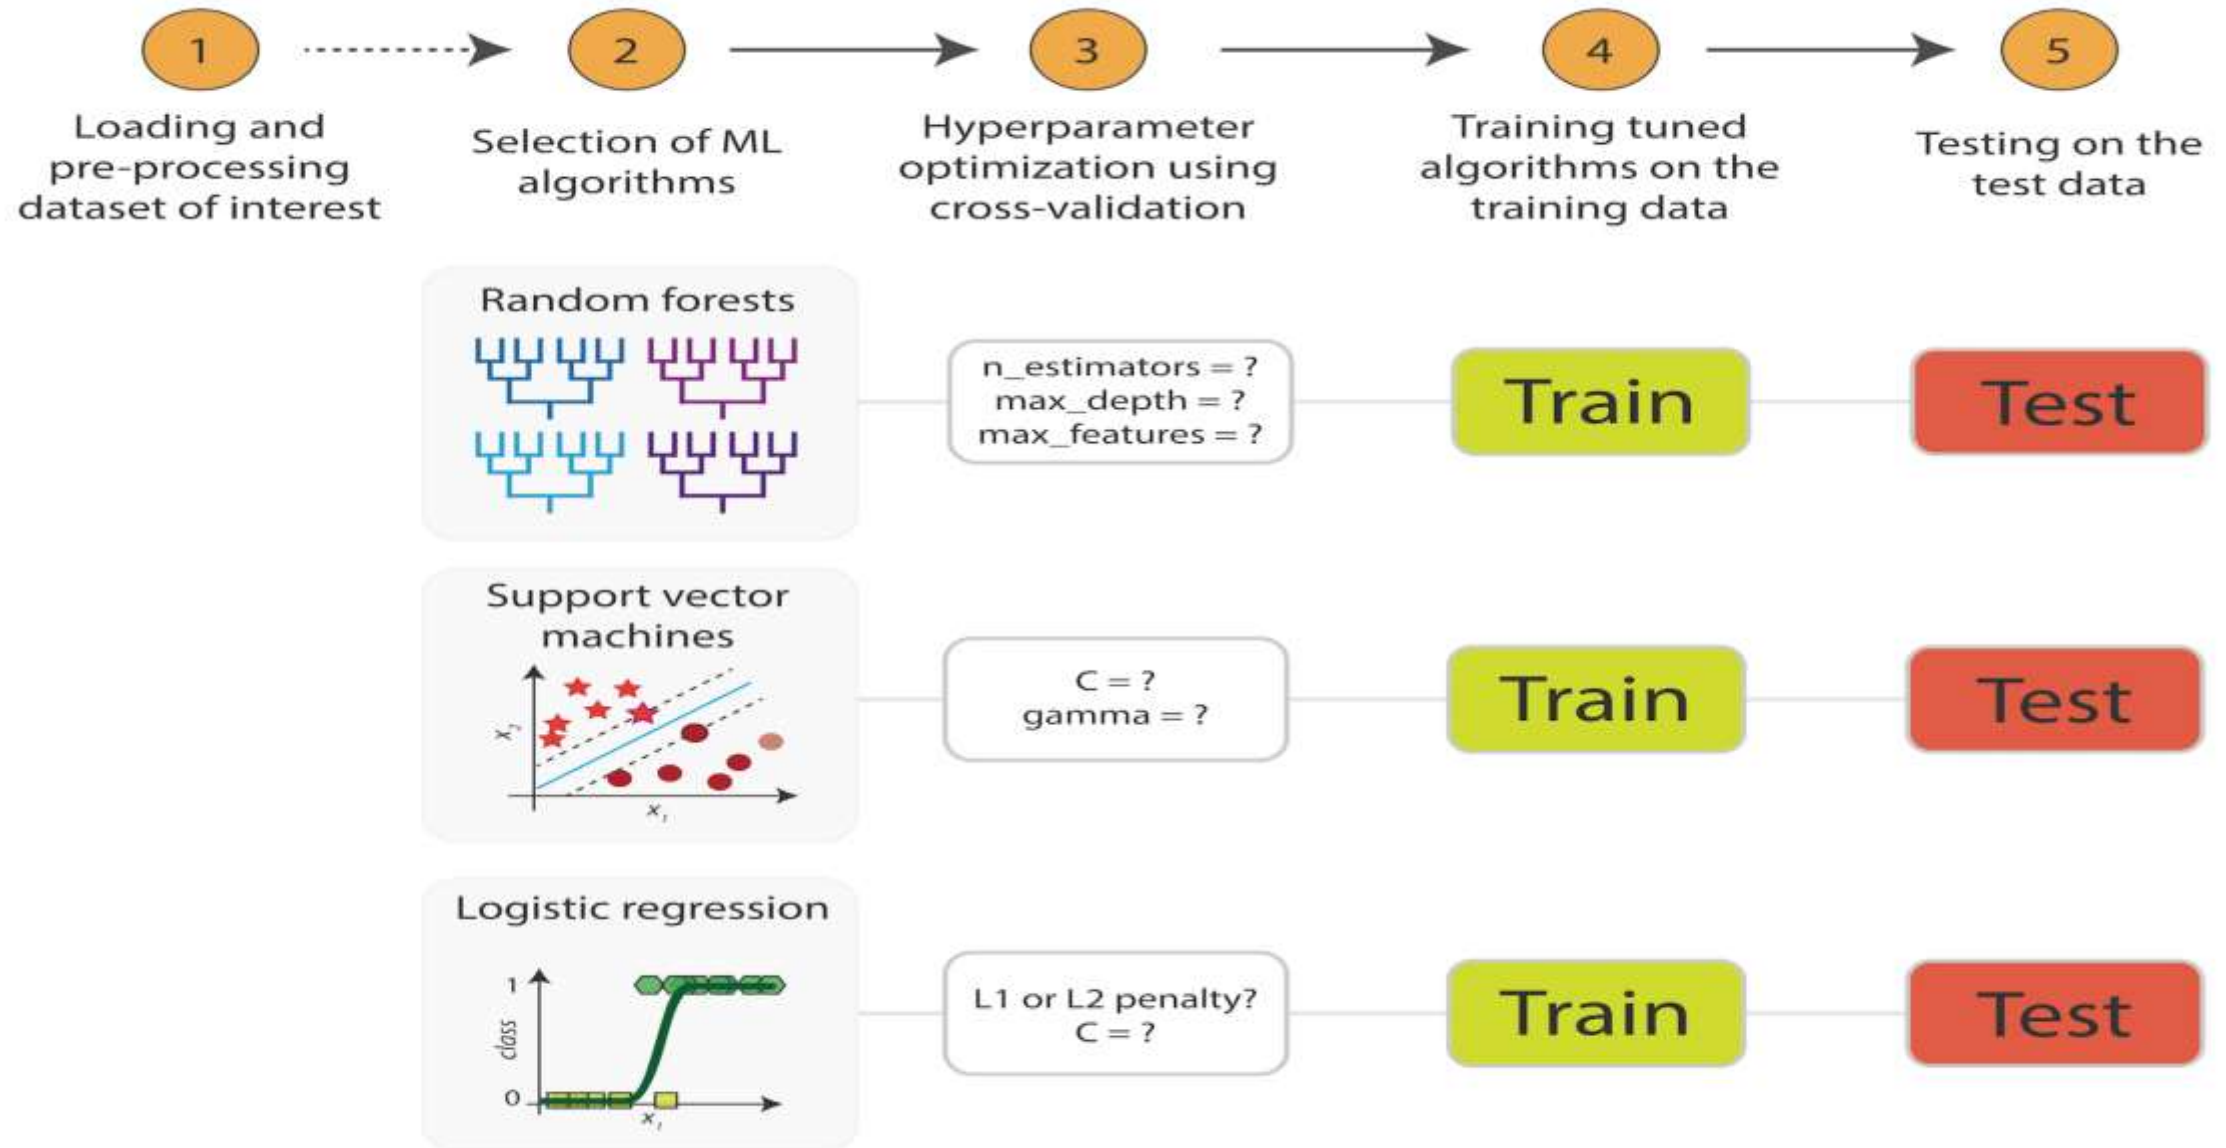 1
2
3
4
5
Loading and
pre-processing
dataset of interest
Selection of ML
algorithms
Hyperparameter
optimization using
cross-validation
Training tuned
algorithms on the
training data
Testing on the
test data
Random forests
n_estimators = ?
max_depth = ?
max_features = ?
Train
Test
Support vector
machines
x₂
x₁
C = ?
gamma = ?
Train
Test
Logistic regression
1
class
0
x₁
L1 or L2 penalty?
C = ?
Train
Test